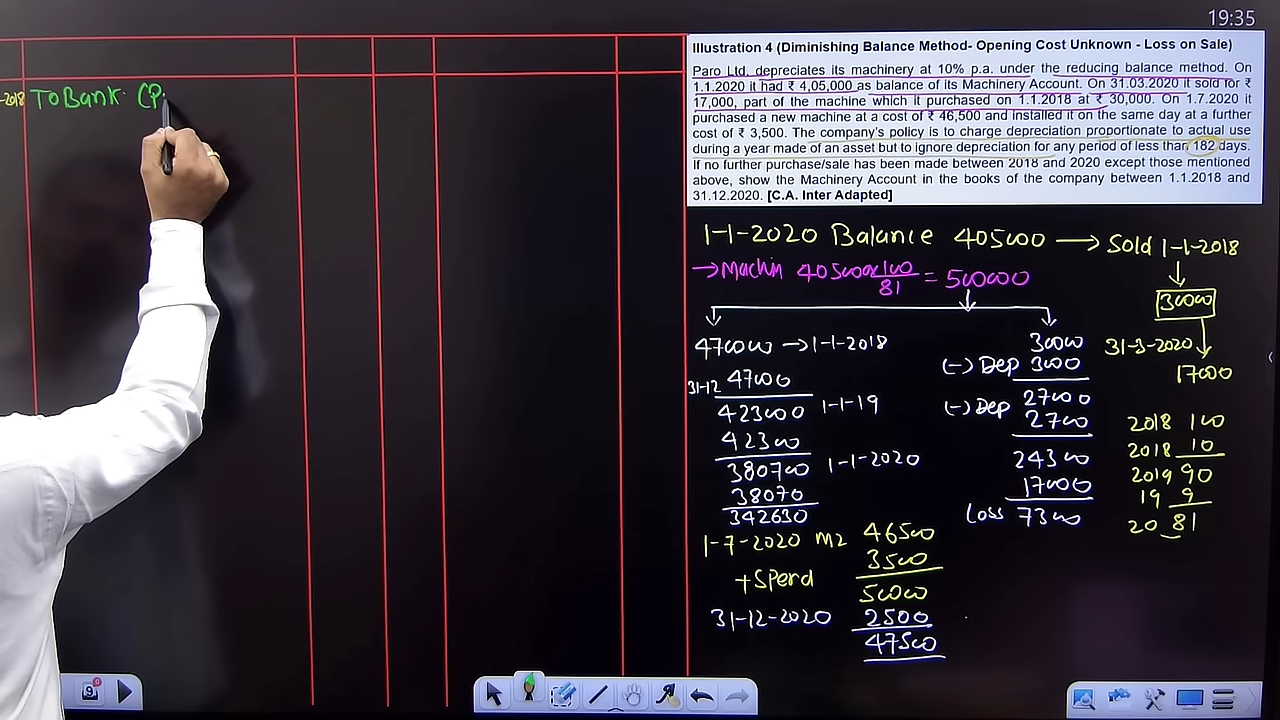 19:35
-2018 To Bank (P.
Illustration 4 (Diminishing Balance Method- Opening Cost Unknown - Loss on Sale)
Paro Ltd. depreciates its machinery at 10% p.a. under the reducing balance method. On
1.1.2020 it had ₹ 4,05,000 as balance of its Machinery Account. On 31.03.2020 it sold for ₹
17,000, part of the machine which it purchased on 1.1.2018 at ₹ 30,000. On 1.7.2020 it
purchased a new machine at a cost of ₹ 46,500 and installed it on the same day at a further
cost of ₹ 3,500. The company's policy is to charge depreciation proportionate to actual use
during a year made of an asset but to ignore depreciation for any period of less than 182 days.
If no further purchase/sale has been made between 2018 and 2020 except those mentioned
above, show the Machinery Account in the books of the company between 1.1.2018 and
31.12.2020. [C.A. Inter Adapted]
1-1-2020 Balance 405000 → Sold 1-1-2018
→ Machin 405000x100/81 = 500000
30000
470000 → 1-1-2018
31-12 47000
423000 1-1-19
42300
380700 1-1-2020
38070
342630
30000
(-) Dep 3000
27000
(-) Dep 2700
24300
17000
Loss 7300
31-3-2020
17000
2018 100
2018 10
2019 90
19 9
20 81
1-7-2020 M2 46500
+Spend 3500
50000
31-12-2020 2500
47500